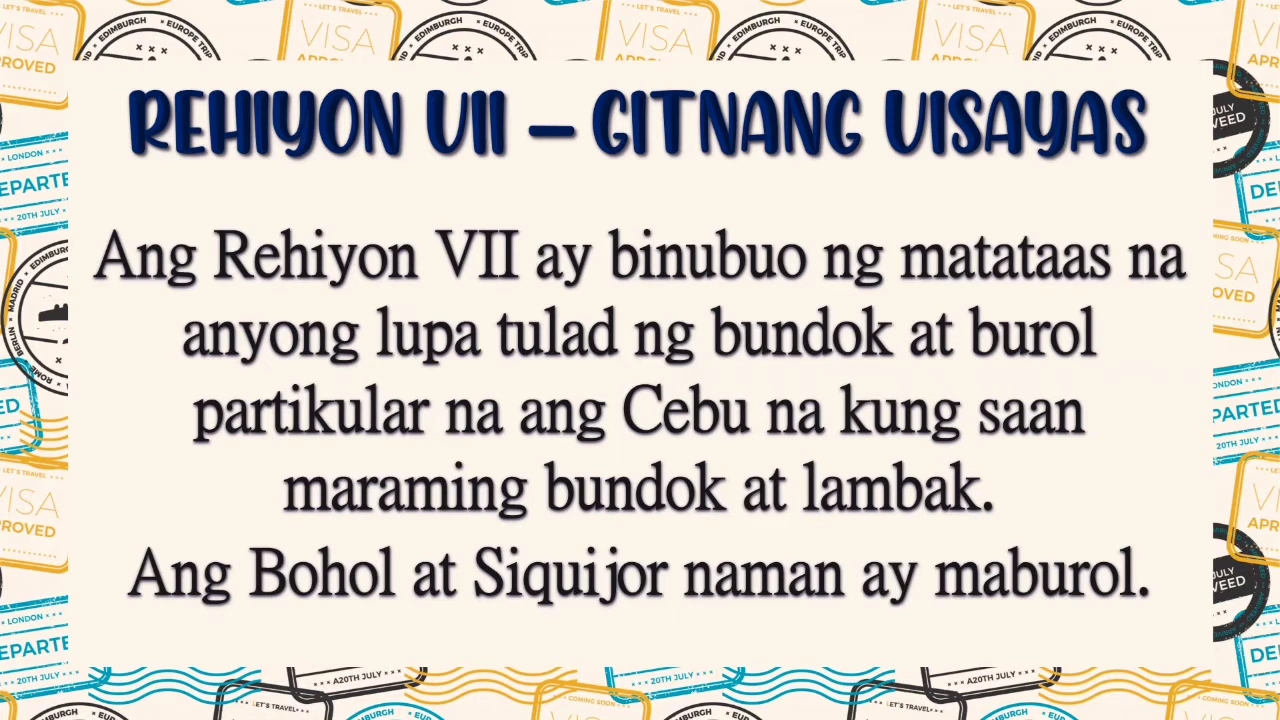 REHIYON VII – GITNANG VISAYAS
Ang Rehiyon VII ay binubuo ng matataas na
anyong lupa tulad ng bundok at burol
partikular na ang Cebu na kung saan
maraming bundok at lambak.
Ang Bohol at Siquijor naman ay maburol.